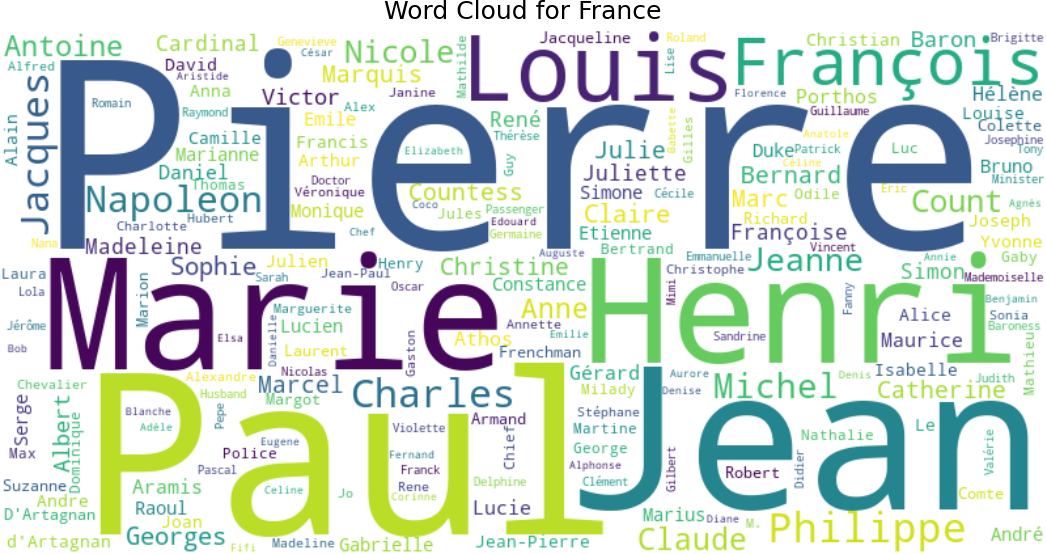 Word Cloud for France
Antoine
Cardinal
Genevieve
Nicole
Louis
Jacqueline
Roland
François
Christian
Baron
Brigitte
Alfred
David
César
Aristide
Marquis
Mathilde
Lise
Jacques
Pierre
Romain
Anna
Victor
Janine
Alex
Florence
Porthos
Hélène
Alain
Raymond
Emile
René
Thérèse
Babette
Gilles
Guillaume
Louise
Colette
Josephine
Camille
Marianne
Francis
Elizabeth
Guy
Julie
Duke
Patrick
Anatole
Luc
Tony
Daniel
Arthur
Juliette
Bernard
Céline
Bruno
Minister
Thomas
Doctor
Véronique
Countess
Simone
Cécile
Marc
Odile
Eric
Count
Agnès
Napoleon
Coco
Jules
Passenger
Claire
Richard
Joseph
Hubert
Monique
Edouard
Etienne
Françoise
Charlotte
Chef
Germaine
Bertrand
Vincent
Yvonne
Nana
Madeleine
Auguste
Emmanuelle
Jeanne
Annie
Gaby
Laura
Sophie
Julien
Jean-Paul
Henry
Christine
Christophe
Simon
Mademoiselle
Lola
Marie
Marion
Sarah
Oscar
Constance
Henri
Mimi
Fanny
Benjamin
Jérôme
Marguerite
Anne
Alice
Sonia
Baroness
Bob
Elsa
Danielle
Lucien
Gaston
Athos
Annette
Emilie
Sandrine
Maurice
Mathieu
Laurent
Frenchman
Nicolas
Gérard
Aurore
Denis
Isabelle
Judith
Chevalier
Alexandre
Husband
Marcel
Charles
Milady
Denise
Michel
Catherine
Serge
Max
Albert
Dominique
Paul
Blanche
Adèle
Pepe
Margot
Violette
Armand
Chief
Stéphane
Martine
Jean
Nathalie
Le
Valérie
Police
Eugene
Fernand
George
Alphonse
Gilbert
Robert
Didier
Suzanne
Pascal
Franck
Delphine
Clément
Andre
Aramis
Celine
Jo
Rene
Corinne
Comte
D'Artagnan
Raoul
Joan
Lucie
Marius
Diane
M.
Philippe
André
d'Artagnan
Georges
Fifi
Madeline
Gabrielle
Jean-Pierre
Claude